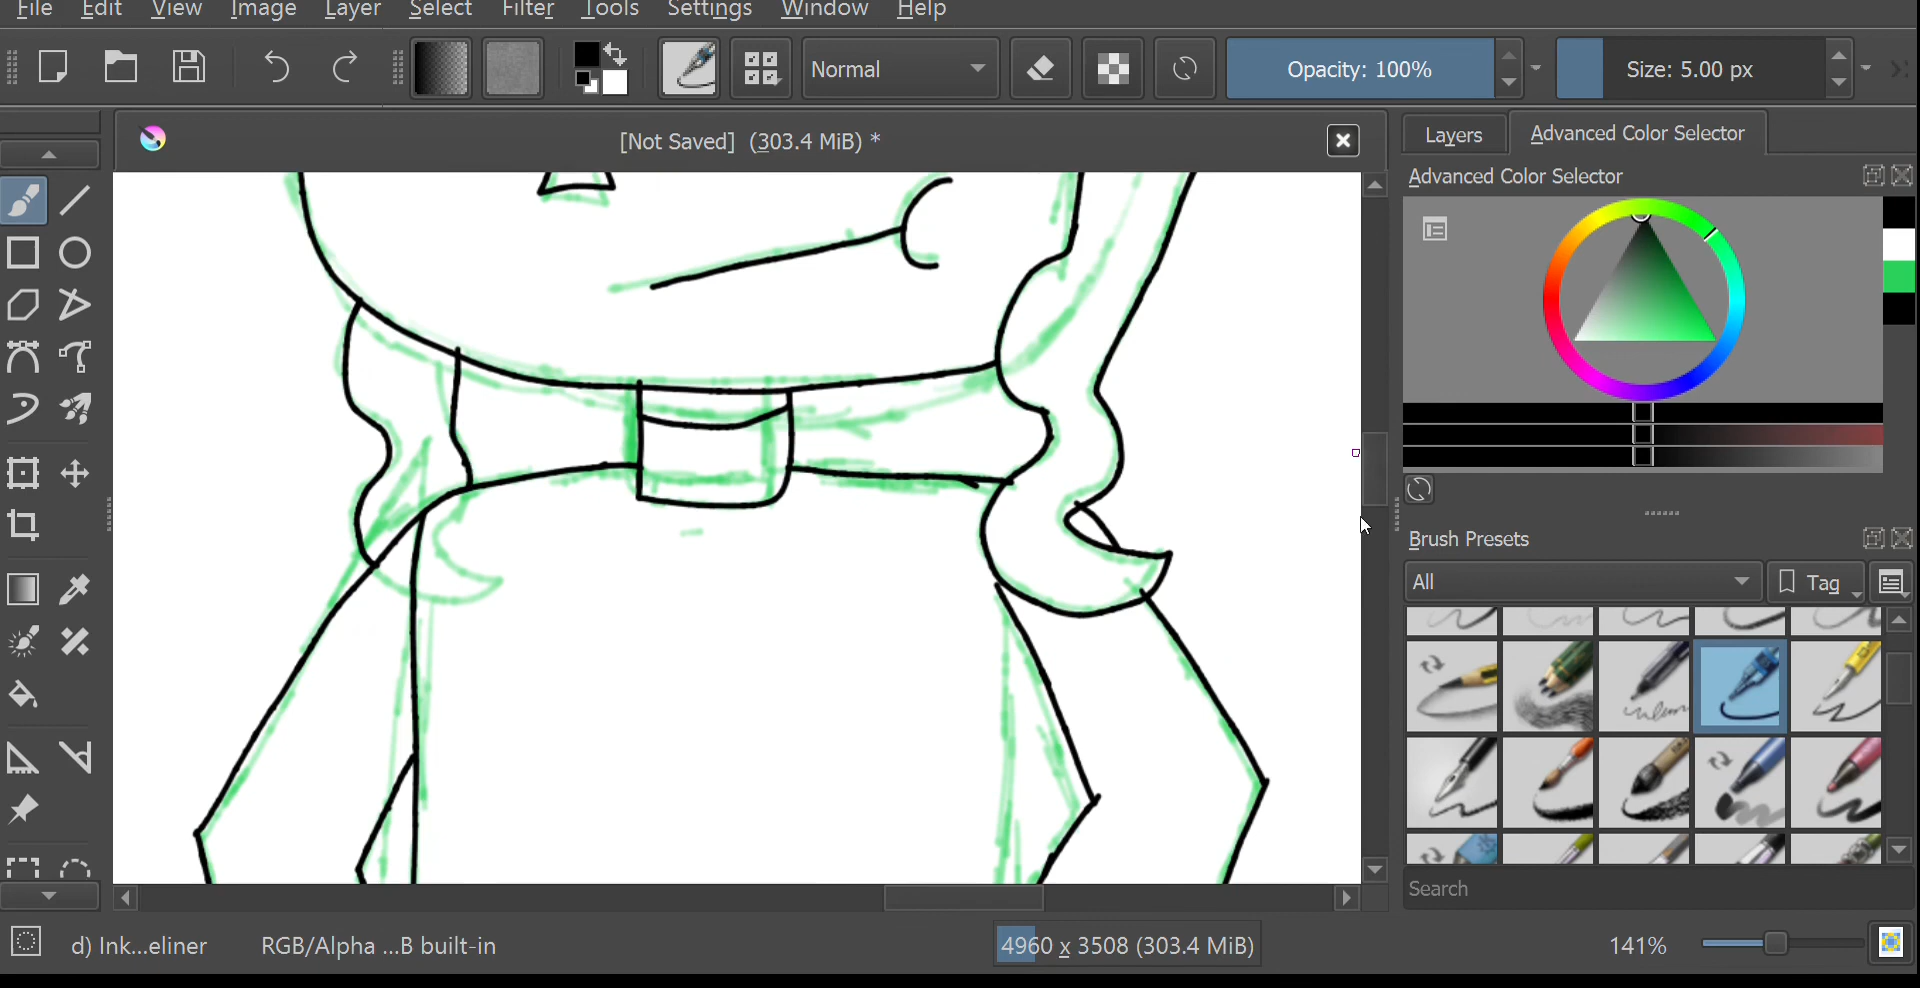 File Edit View Image Layer Select Filter Tools Settings Window Help
Normal Opacity: 100% Size: 5.00 px
[Not Saved] (303.4 MiB) *
Layers Advanced Color Selector
Advanced Color Selector
Brush Presets
All Tag
Search
d) Ink...eliner RGB/Alpha ...B built-in 4960 x 3508 (303.4 MiB) 141%